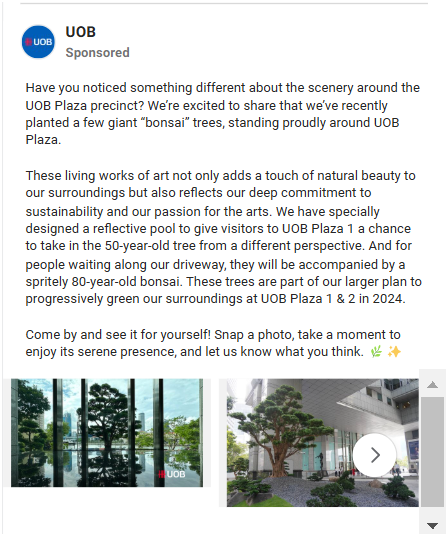 UOB
UOB
Sponsored
Have you noticed something different about the scenery around the
UOB Plaza precinct? We’re excited to share that we’ve recently
planted a few giant “bonsai” trees, standing proudly around UOB
Plaza.
These living works of art not only adds a touch of natural beauty to
our surroundings but also reflects our deep commitment to
sustainability and our passion for the arts. We have specially
designed a reflective pool to give visitors to UOB Plaza 1 a chance
to take in the 50-year-old tree from a different perspective. And for
people waiting along our driveway, they will be accompanied by a
spritely 80-year-old bonsai. These trees are part of our larger plan to
progressively green our surroundings at UOB Plaza 1 & 2 in 2024.
Come by and see it for yourself! Snap a photo, take a moment to
enjoy its serene presence, and let us know what you think. 🌿 ✨
UOB